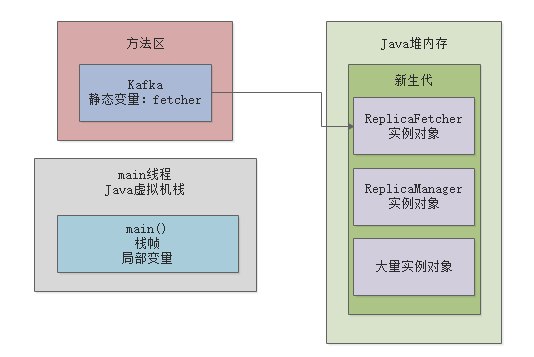 方法区
Kafka
静态变量：fetcher
main线程
Java虚拟机栈
main()
栈帧
局部变量
Java堆内存
新生代
ReplicaFetcher
实例对象
ReplicaManager
实例对象
大量实例对象